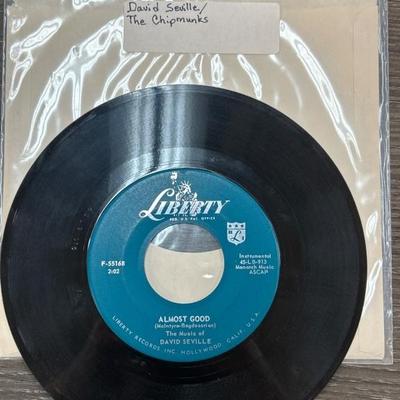 David Seville/
The Chipmunks
LIBERTY
REG. U.S. PAT. OFFICE
F-55168
2:02
Instrumental
45-LB-913
Monarch Music
ASCAP
ALMOST GOOD
(McIntyre-Bagdasarian)
The Music of
DAVID SEVILLE
LIBERTY RECORDS INC. HOLLYWOOD, CALIF. U.S.A.